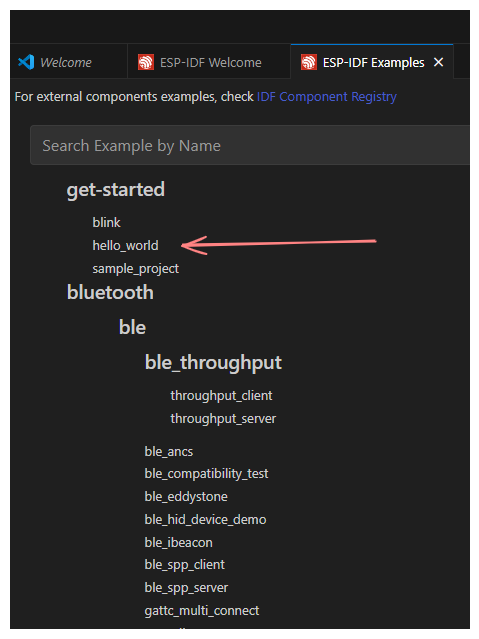 Welcome ESP-IDF Welcome ESP-IDF Examples
For external components examples, check IDF Component Registry
Search Example by Name
get-started
blink
hello_world
sample_project
bluetooth
ble
ble_throughput
throughput_client
throughput_server
ble_ancs
ble_compatibility_test
ble_eddystone
ble_hid_device_demo
ble_ibeacon
ble_spp_client
ble_spp_server
gattc_multi_connect